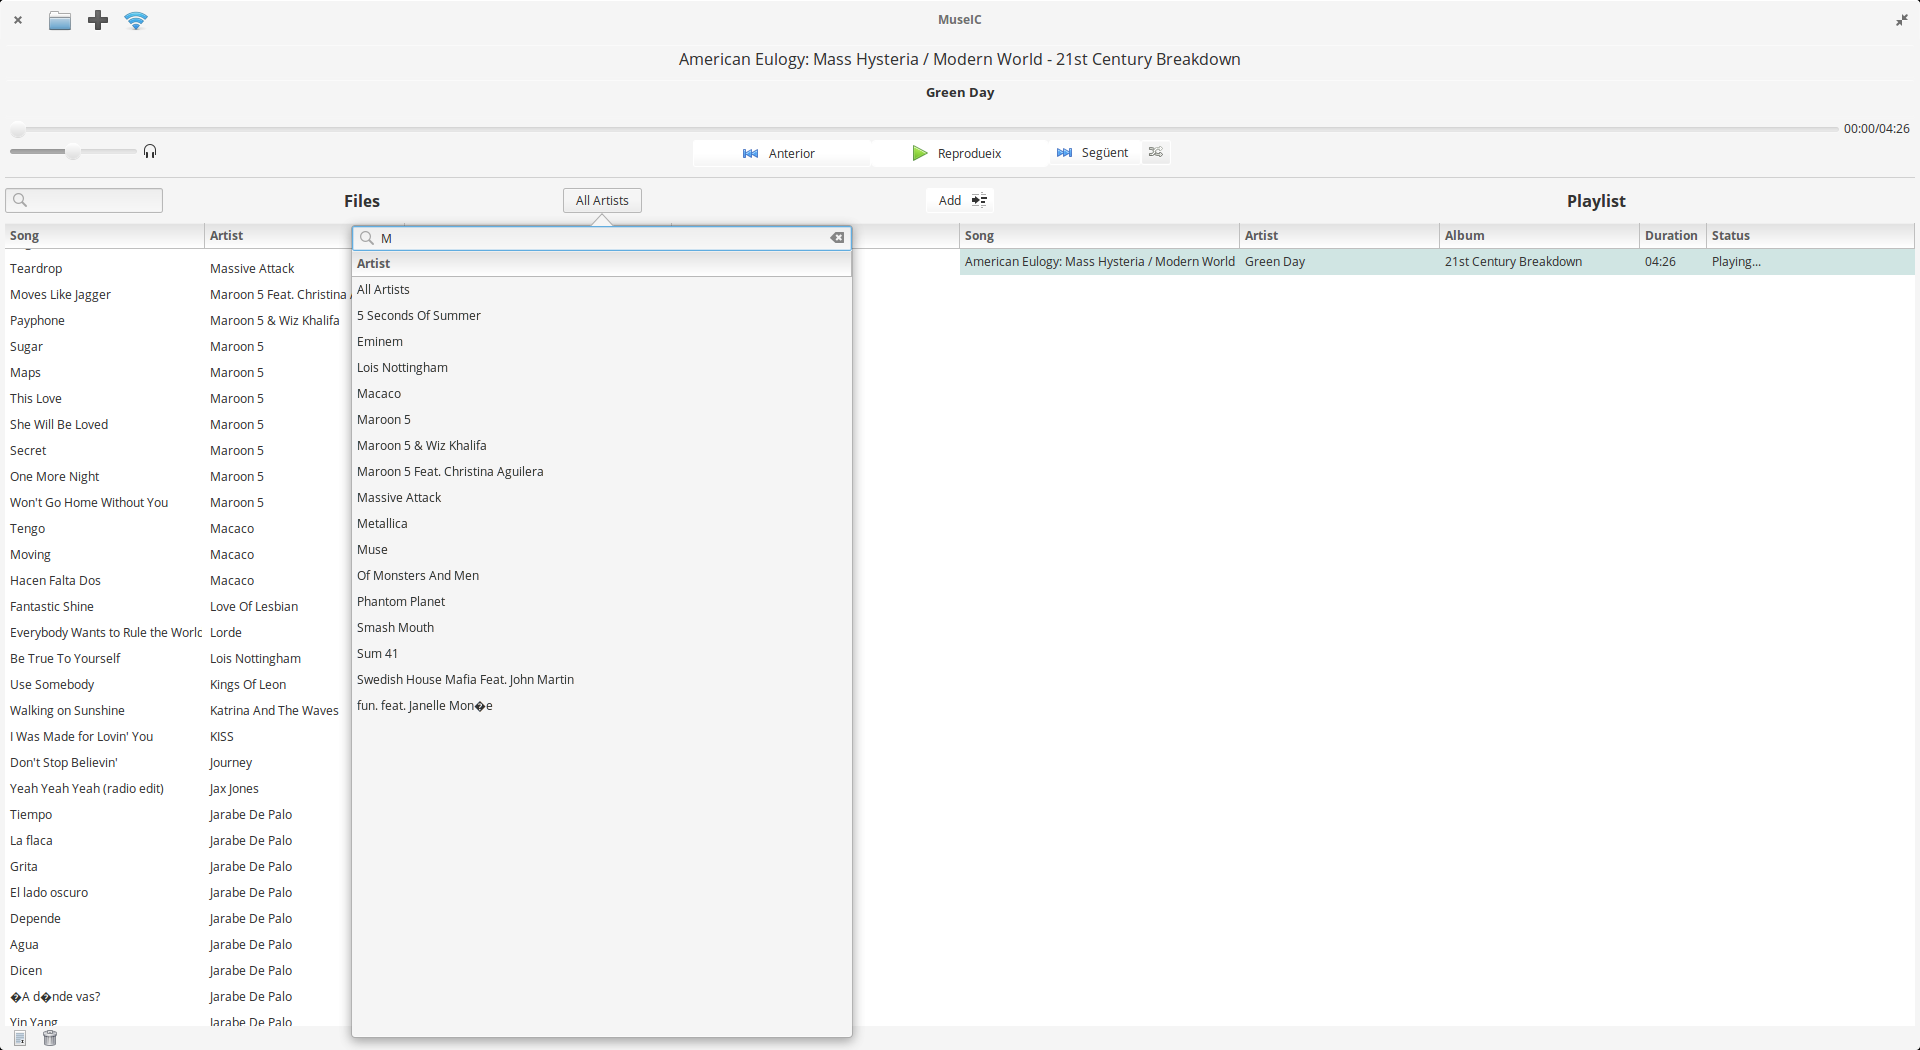 MuseIC
American Eulogy: Mass Hysteria / Modern World - 21st Century Breakdown
Green Day
00:00/04:26
Anterior Reprodueix Següent
Files All Artists Add Playlist
Song Artist
Teardrop Massive Attack
Moves Like Jagger Maroon 5 Feat. Christina
Payphone Maroon 5 & Wiz Khalifa
Sugar Maroon 5
Maps Maroon 5
This Love Maroon 5
She Will Be Loved Maroon 5
Secret Maroon 5
One More Night Maroon 5
Won't Go Home Without You Maroon 5
Tengo Macaco
Moving Macaco
Hacen Falta Dos Macaco
Fantastic Shine Love Of Lesbian
Everybody Wants to Rule the Worl Lorde
Be True To Yourself Lois Nottingham
Use Somebody Kings Of Leon
Walking on Sunshine Katrina And The Waves
I Was Made for Lovin' You KISS
Don't Stop Believin' Journey
Yeah Yeah Yeah (radio edit) Jax Jones
Tiempo Jarabe De Palo
La flaca Jarabe De Palo
Grita Jarabe De Palo
El lado oscuro Jarabe De Palo
Depende Jarabe De Palo
Agua Jarabe De Palo
Dicen Jarabe De Palo
�A d�nde vas? Jarabe De Palo
Yin Yang Jarabe De Palo
M
Artist
All Artists
5 Seconds Of Summer
Eminem
Lois Nottingham
Macaco
Maroon 5
Maroon 5 & Wiz Khalifa
Maroon 5 Feat. Christina Aguilera
Massive Attack
Metallica
Muse
Of Monsters And Men
Phantom Planet
Smash Mouth
Sum 41
Swedish House Mafia Feat. John Martin
fun. feat. Janelle Mon�e
Song Artist Album Duration Status
American Eulogy: Mass Hysteria / Modern World Green Day 21st Century Breakdown 04:26 Playing...